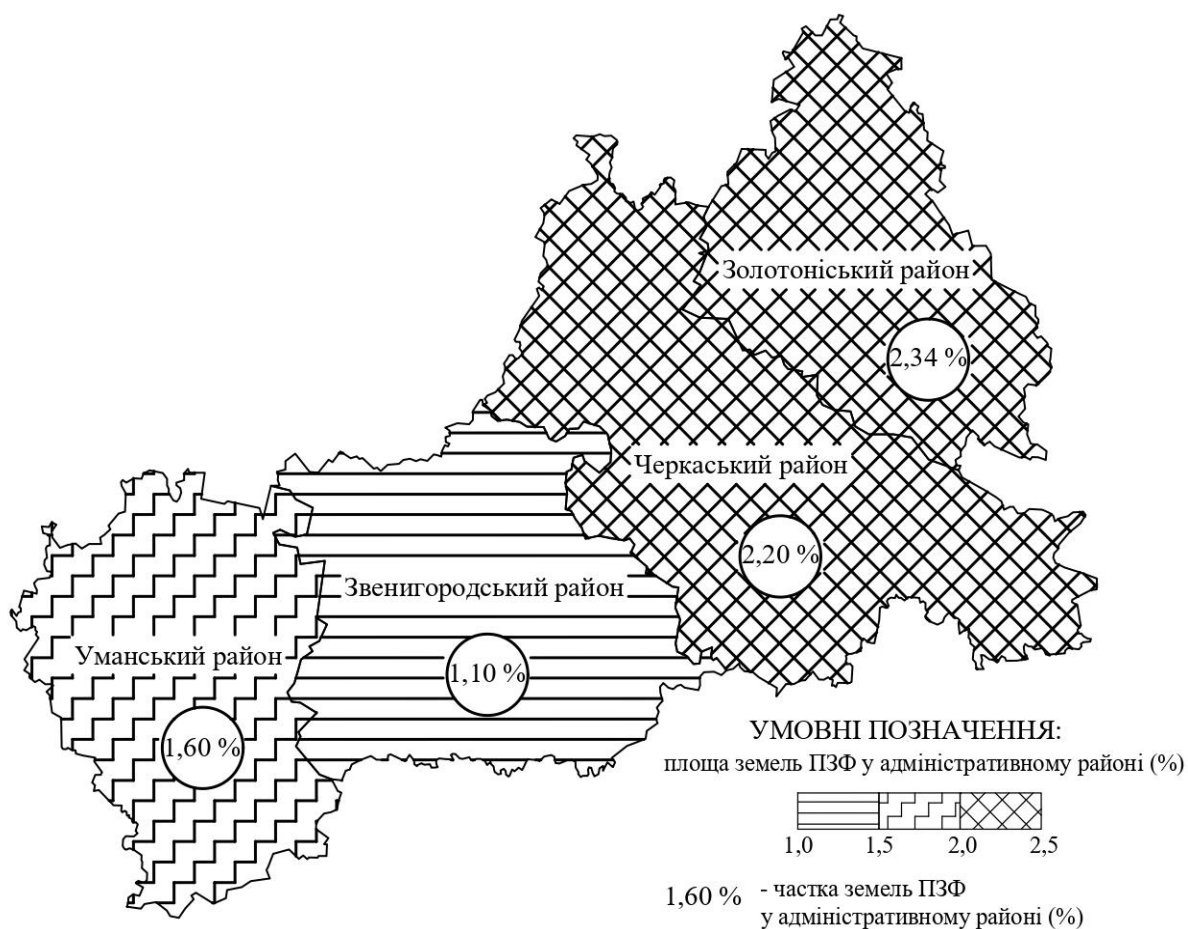 Золотоніський район
2,34 %
Черкаський район
2,20 %
Звенигородський район
1,10 %
Уманський район
1,60 %
УМОВНІ ПОЗНАЧЕННЯ:
площа земель ПЗФ у адміністративному районі (%)
1,0 1,5 2,0 2,5
1,60 % - частка земель ПЗФ
у адміністративному районі (%)